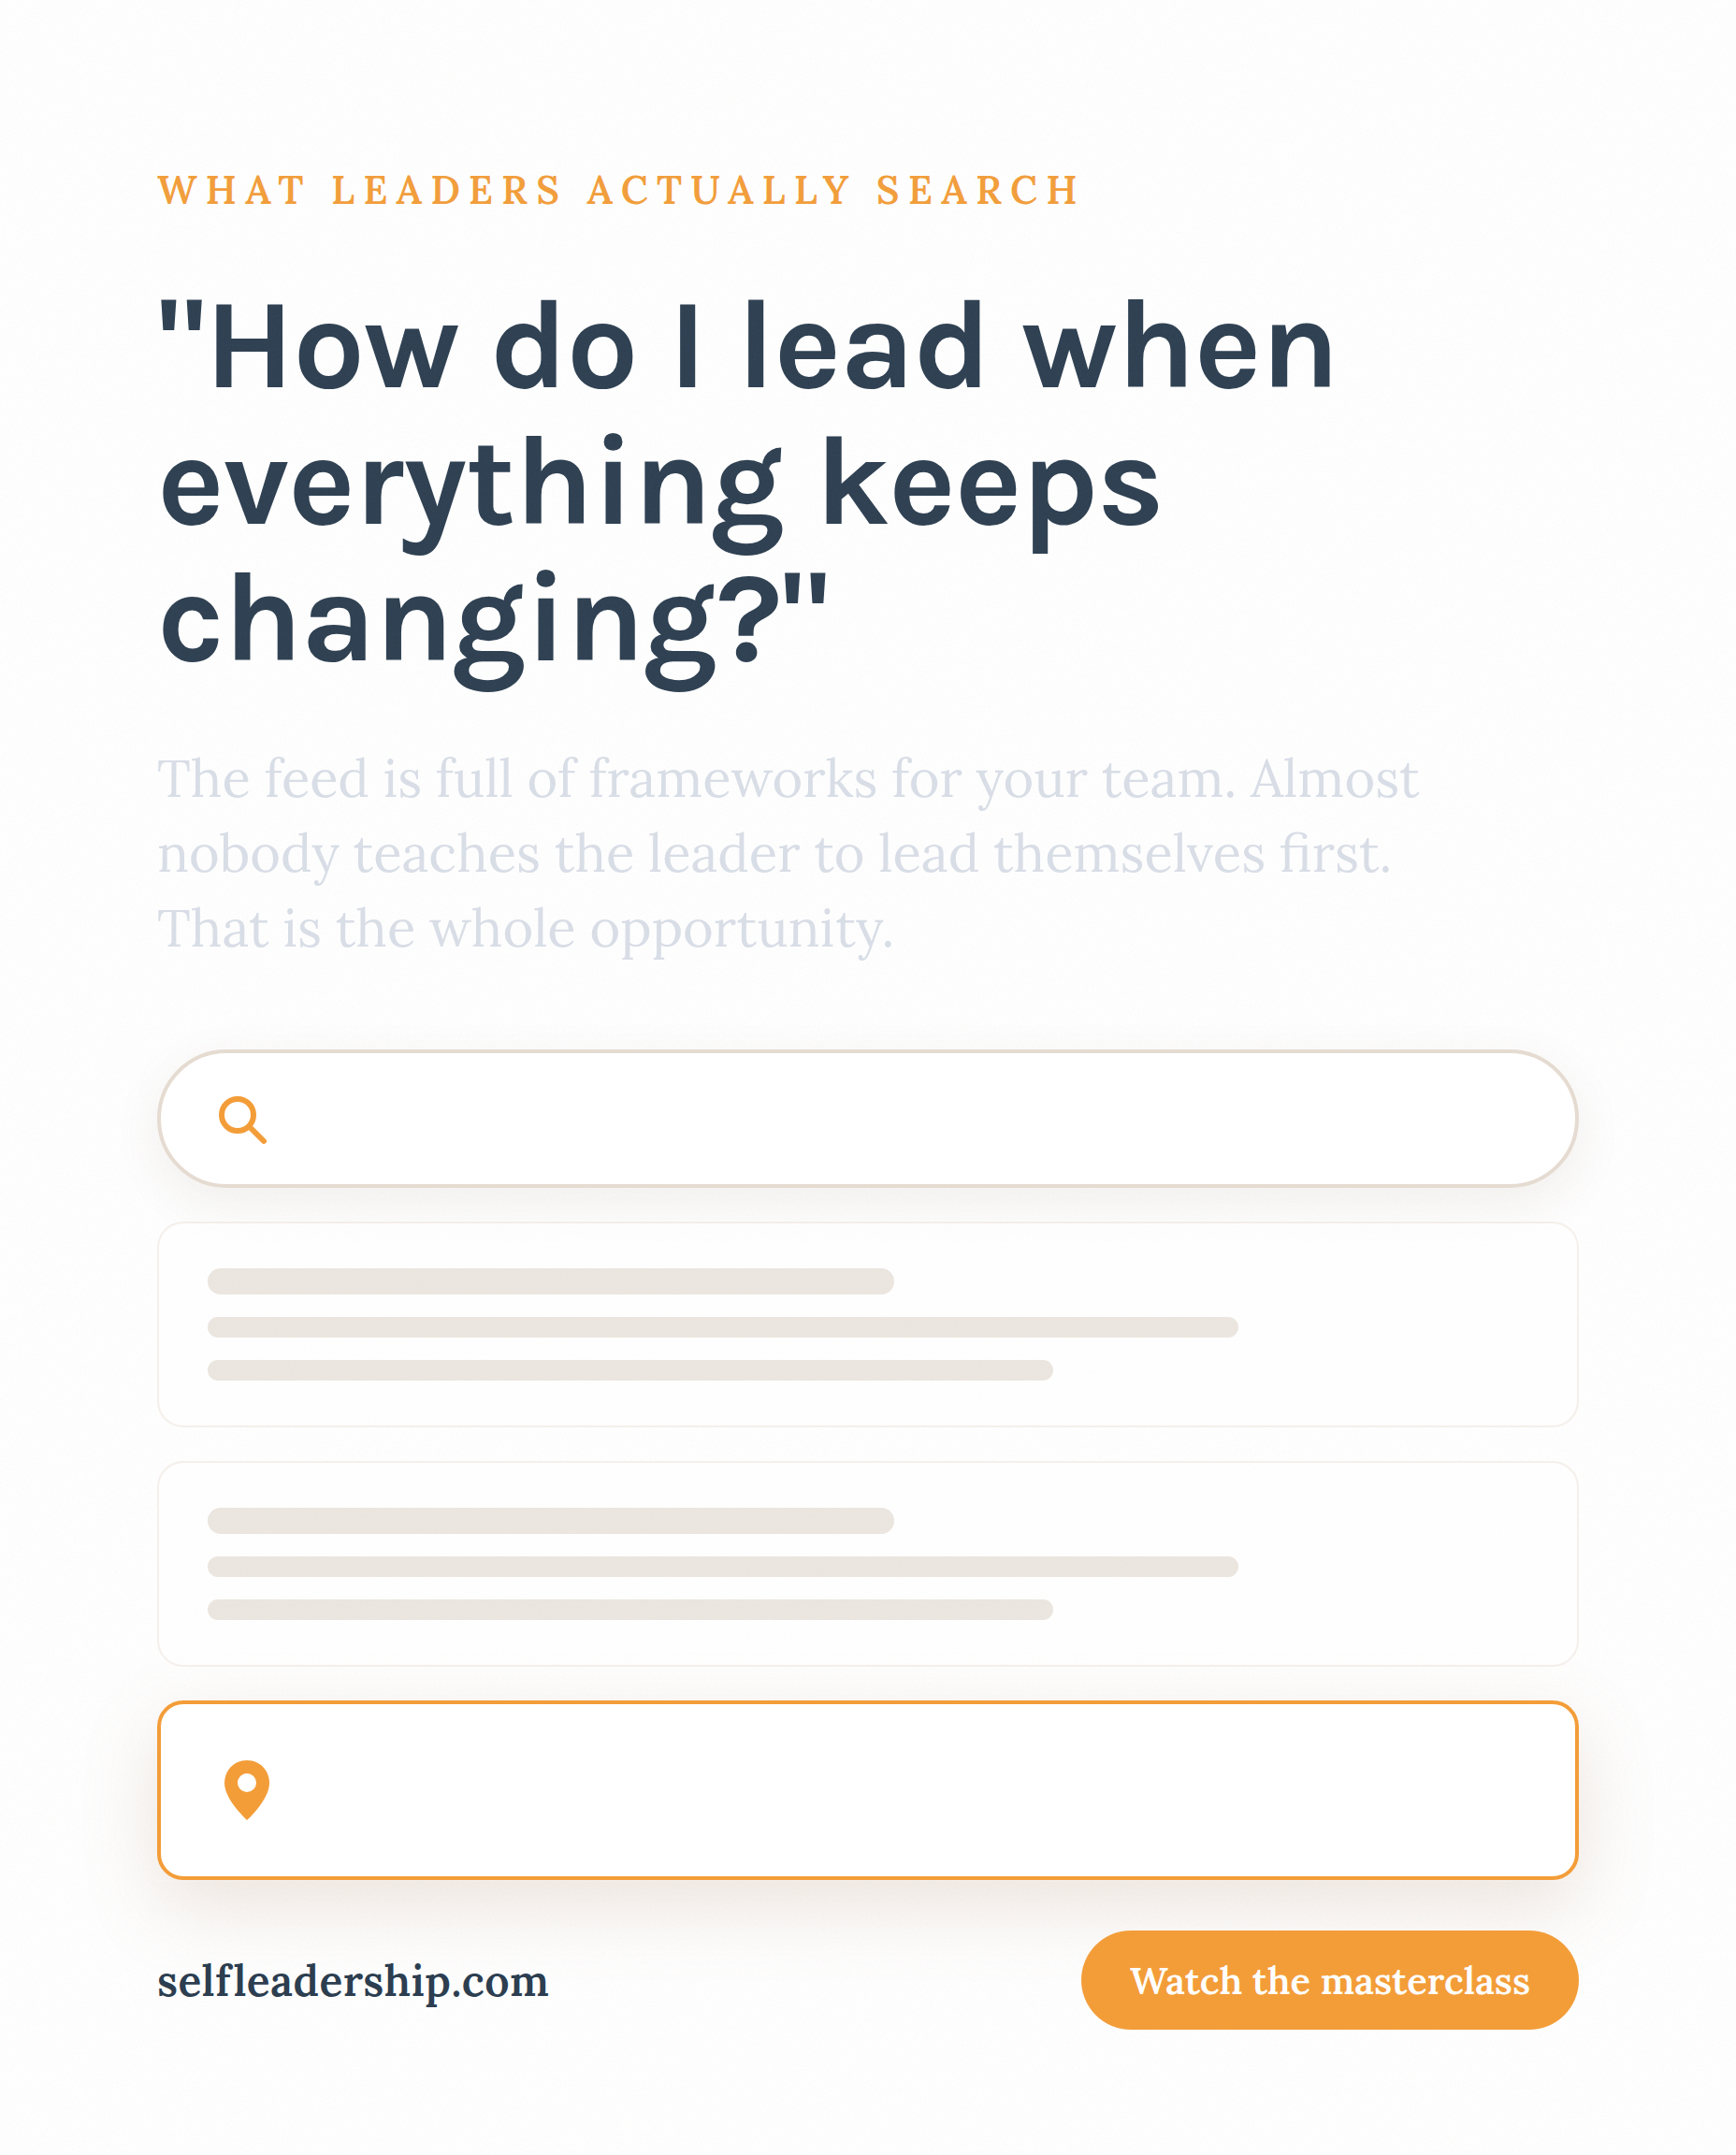 WHAT LEADERS ACTUALLY SEARCH
"How do I lead when
everything keeps
changing?"
The feed is full of frameworks for your team. Almost
nobody teaches the leader to lead themselves first.
That is the whole opportunity.
selfleadership.com
Watch the masterclass